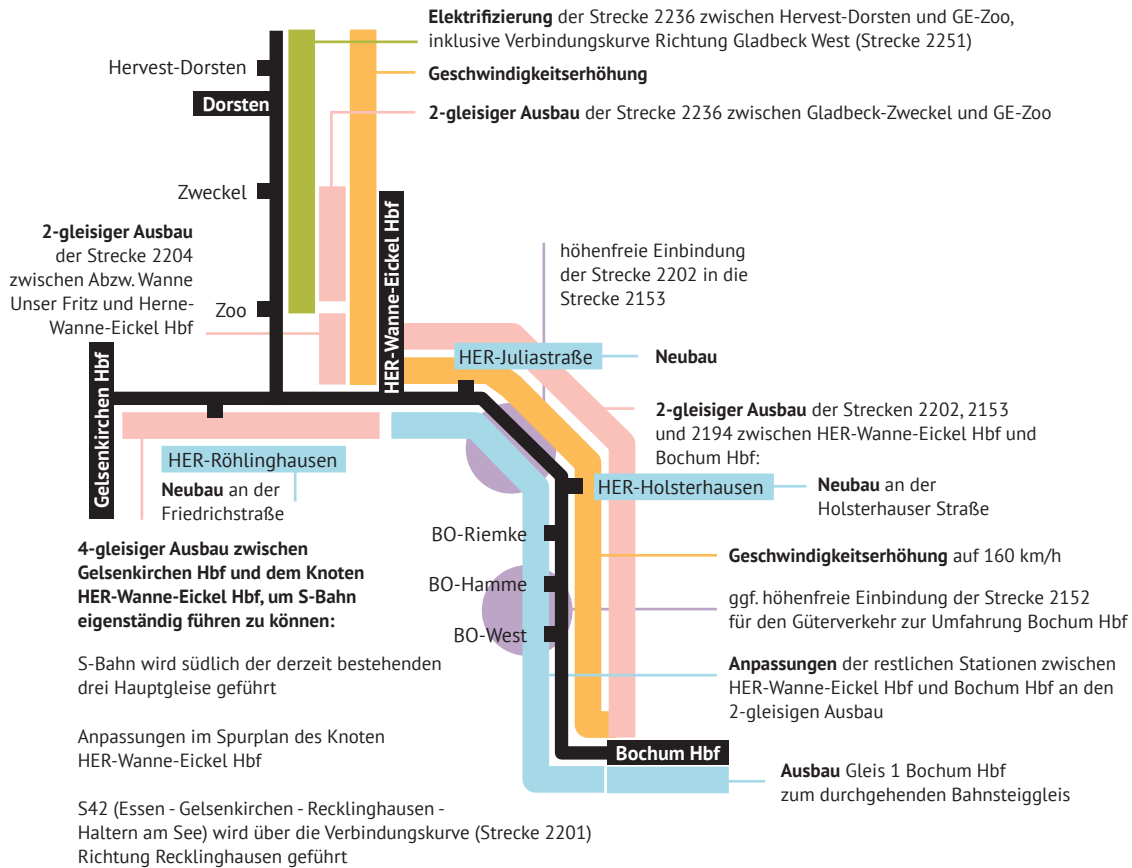 Elektrifizierung der Strecke 2236 zwischen Hervest-Dorsten und GE-Zoo,
inklusive Verbindungskurve Richtung Gladbeck West (Strecke 2251)
Hervest-Dorsten
Geschwindigkeitserhöhung
Dorsten
2-gleisiger Ausbau der Strecke 2236 zwischen Gladbeck-Zweckel und GE-Zoo
Zweckel
HER-Wanne-Eickel Hbf
2-gleisiger Ausbau
der Strecke 2204
zwischen Abzw. Wanne
Unser Fritz und Herne-
Wanne-Eickel Hbf
höhenfreie Einbindung
der Strecke 2202 in die
Strecke 2153
Zoo
Gelsenkirchen Hbf
HER-Juliastraße
Neubau
2-gleisiger Ausbau der Strecken 2202, 2153
und 2194 zwischen HER-Wanne-Eickel Hbf und
Bochum Hbf:
HER-Röhlinghausen
Neubau an der
Friedrichstraße
HER-Holsterhausen
Neubau an der
Holsterhauser Straße
BO-Riemke
4-gleisiger Ausbau zwischen
Gelsenkirchen Hbf und dem Knoten
HER-Wanne-Eickel Hbf, um S-Bahn
eigenständig führen zu können:
Geschwindigkeitserhöhung auf 160 km/h
BO-Hamme
ggf. höhenfreie Einbindung der Strecke 2152
für den Güterverkehr zur Umfahrung Bochum Hbf
BO-West
S-Bahn wird südlich der derzeit bestehenden
drei Hauptgleise geführt
Anpassungen der restlichen Stationen zwischen
HER-Wanne-Eickel Hbf und Bochum Hbf an den
2-gleisigen Ausbau
Anpassungen im Spurplan des Knoten
HER-Wanne-Eickel Hbf
Bochum Hbf
Ausbau Gleis 1 Bochum Hbf
zum durchgehenden Bahnsteiggleis
S42 (Essen - Gelsenkirchen - Recklinghausen -
Haltern am See) wird über die Verbindungskurve (Strecke 2201)
Richtung Recklinghausen geführt